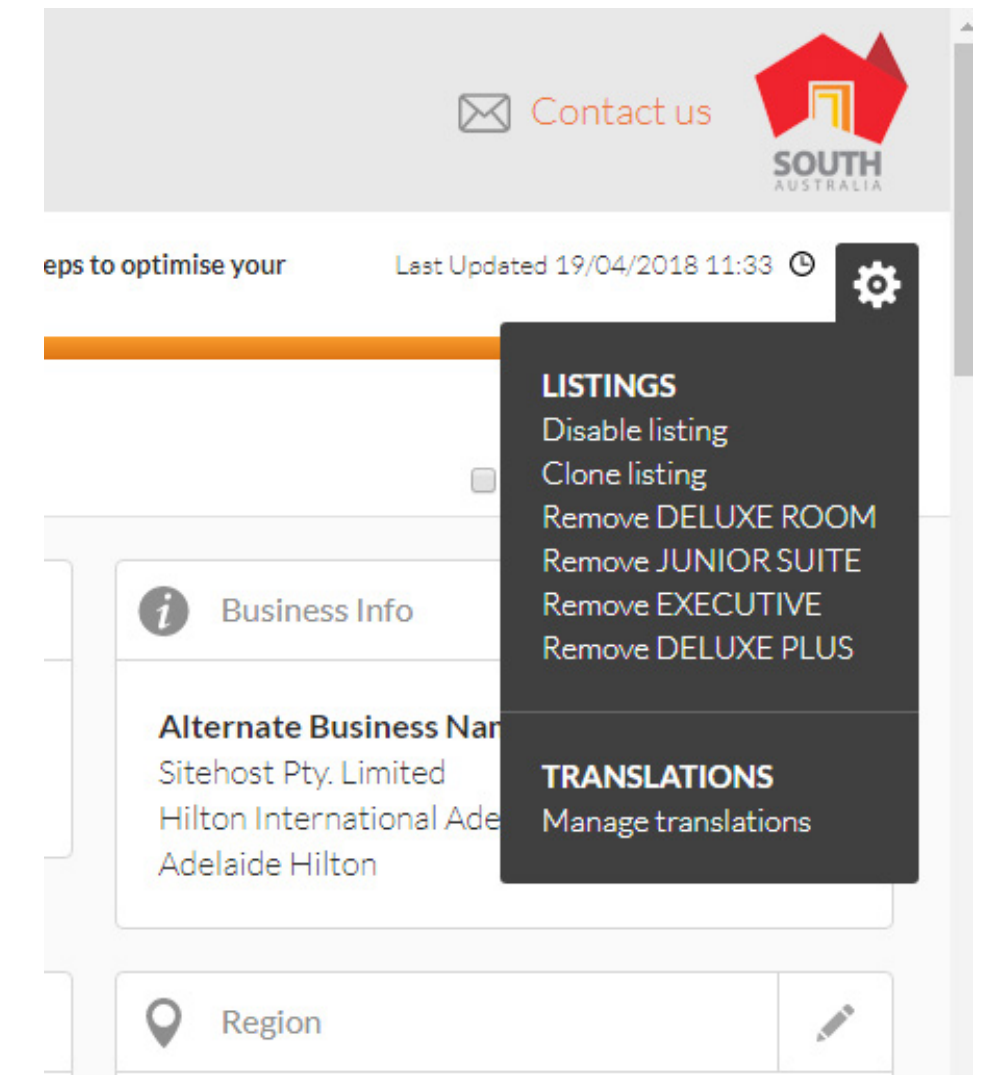 Contact us
SOUTH
AUSTRALIA
eps to optimise your
Last Updated 19/04/2018 11:33
LISTINGS
Disable listing
Clone listing
Remove DELUXE ROOM
Remove JUNIOR SUITE
Remove EXECUTIVE
Remove DELUXE PLUS
TRANSLATIONS
Manage translations
Business Info
Alternate Business Nar
Sitehost Pty. Limited
Hilton International Ade
Adelaide Hilton
Region